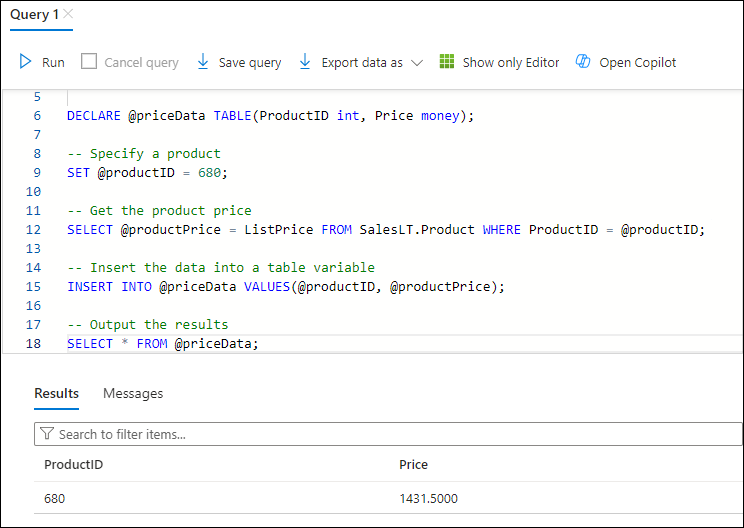 Query 1
Run Cancel query Save query Export data as Show only Editor Open Copilot
5
6 DECLARE @priceData TABLE(ProductID int, Price money);
7
8 -- Specify a product
9 SET @productID = 680;
10
11 -- Get the product price
12 SELECT @productPrice = ListPrice FROM SalesLT.Product WHERE ProductID = @productID;
13
14 -- Insert the data into a table variable
15 INSERT INTO @priceData VALUES(@productID, @productPrice);
16
17 -- Output the results
18 SELECT * FROM @priceData;
Results Messages
Search to filter items...
ProductID Price
680 1431.5000